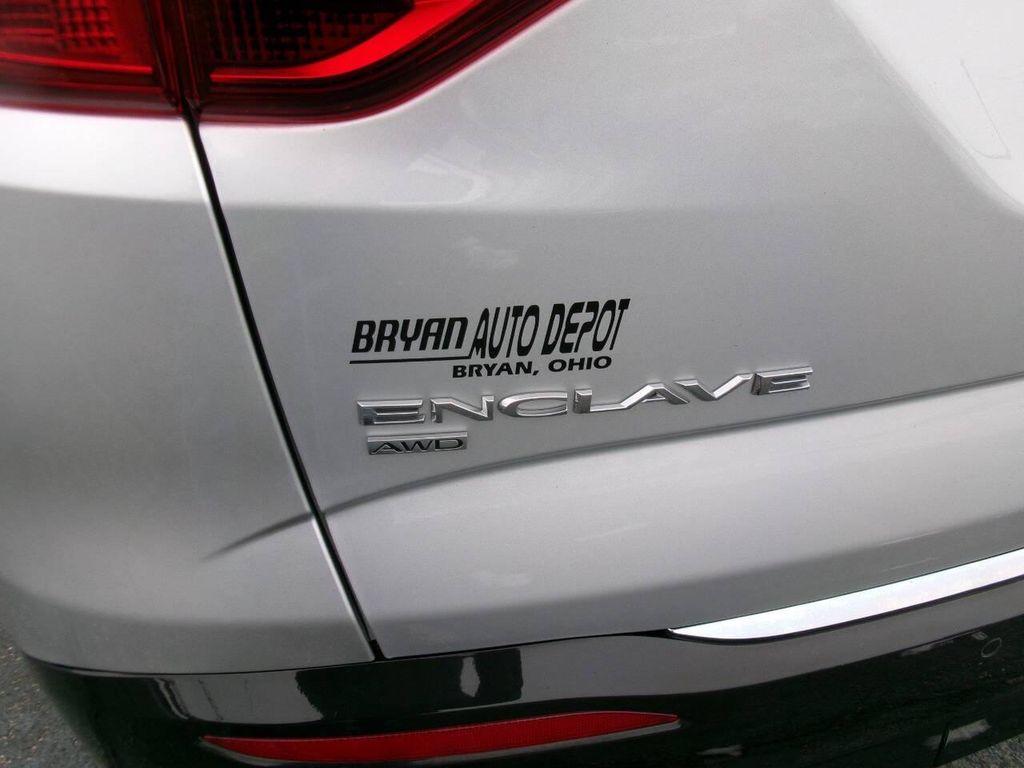 BRYAN AUTO DEPOT
BRYAN, OHIO
ENCLAVE
AWD